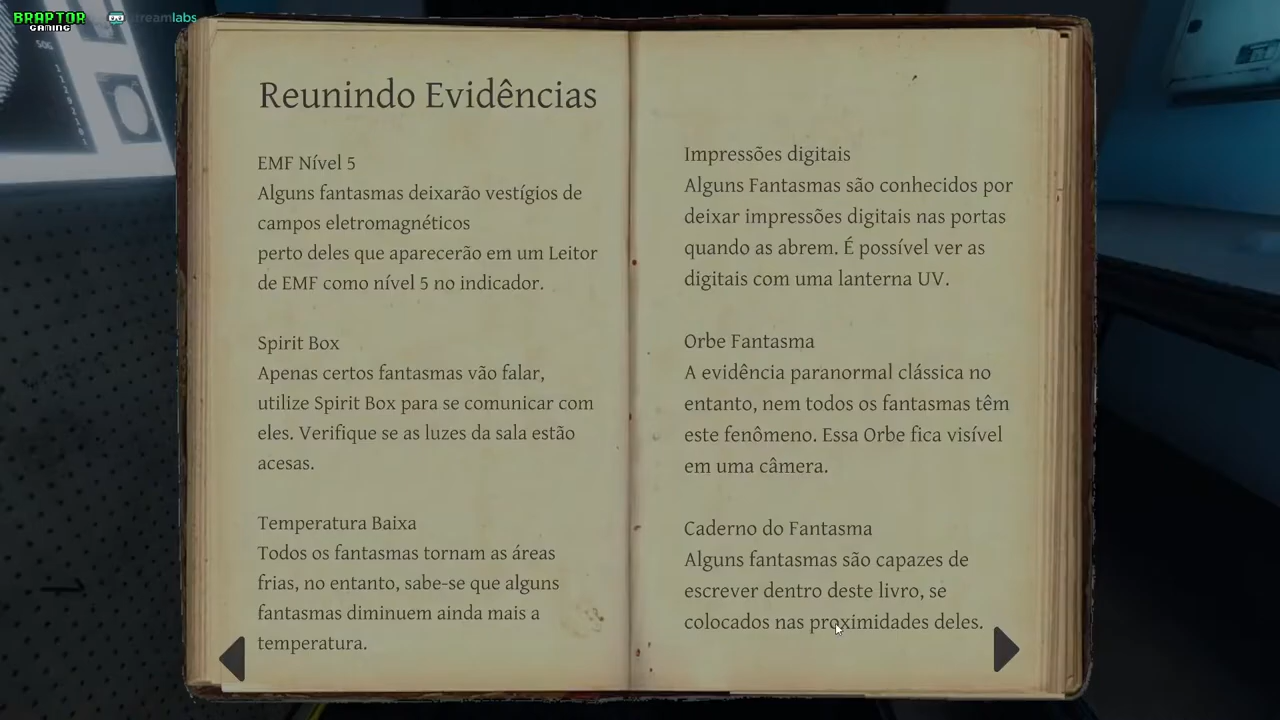 BRAPTOR
GAMING
streamlabs
Reunindo Evidências
EMF Nível 5
Alguns fantasmas deixarão vestígios de
campos eletromagnéticos
perto deles que aparecerão em um Leitor
de EMF como nível 5 no indicador.
Spirit Box
Apenas certos fantasmas vão falar,
utilize Spirit Box para se comunicar com
eles. Verifique se as luzes da sala estão
acesas.
Temperatura Baixa
Todos os fantasmas tornam as áreas
frias, no entanto, sabe-se que alguns
fantasmas diminuem ainda mais a
temperatura.
Impressões digitais
Alguns Fantasmas são conhecidos por
deixar impressões digitais nas portas
quando as abrem. É possível ver as
digitais com uma lanterna UV.
Orbe Fantasma
A evidência paranormal clássica no
entanto, nem todos os fantasmas têm
este fenômeno. Essa Orbe fica visível
em uma câmera.
Caderno do Fantasma
Alguns fantasmas são capazes de
escrever dentro deste livro, se
colocados nas proximidades deles.